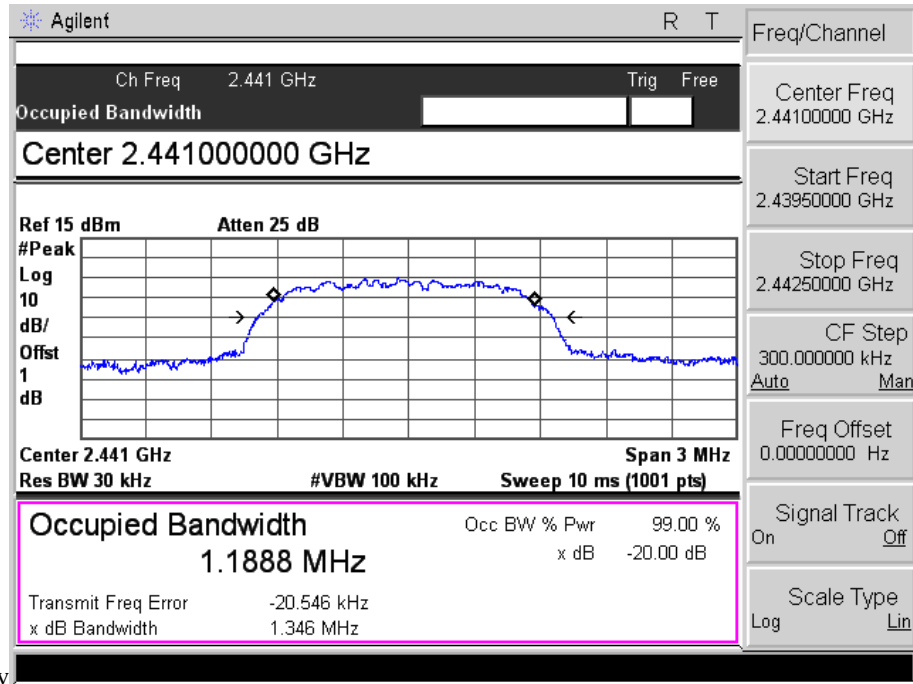 Agilent R T
Ch Freq 2.441 GHz Trig Free
Occupied Bandwidth
Center 2.441000000 GHz
Ref 15 dBm Atten 25 dB
#Peak
Log
10
dB/
Offst
1
dB
Center 2.441 GHz Span 3 MHz
Res BW 30 kHz #VBW 100 kHz Sweep 10 ms (1001 pts)
Occupied Bandwidth Occ BW % Pwr 99.00 %
1.1888 MHz x dB -20.00 dB
Transmit Freq Error -20.546 kHz
x dB Bandwidth 1.346 MHz
Freq/Channel
Center Freq
2.44100000 GHz
Start Freq
2.43950000 GHz
Stop Freq
2.44250000 GHz
CF Step
300.000000 kHz
Auto Man
Freq Offset
0.00000000 Hz
Signal Track
On Off
Scale Type
Log Lin